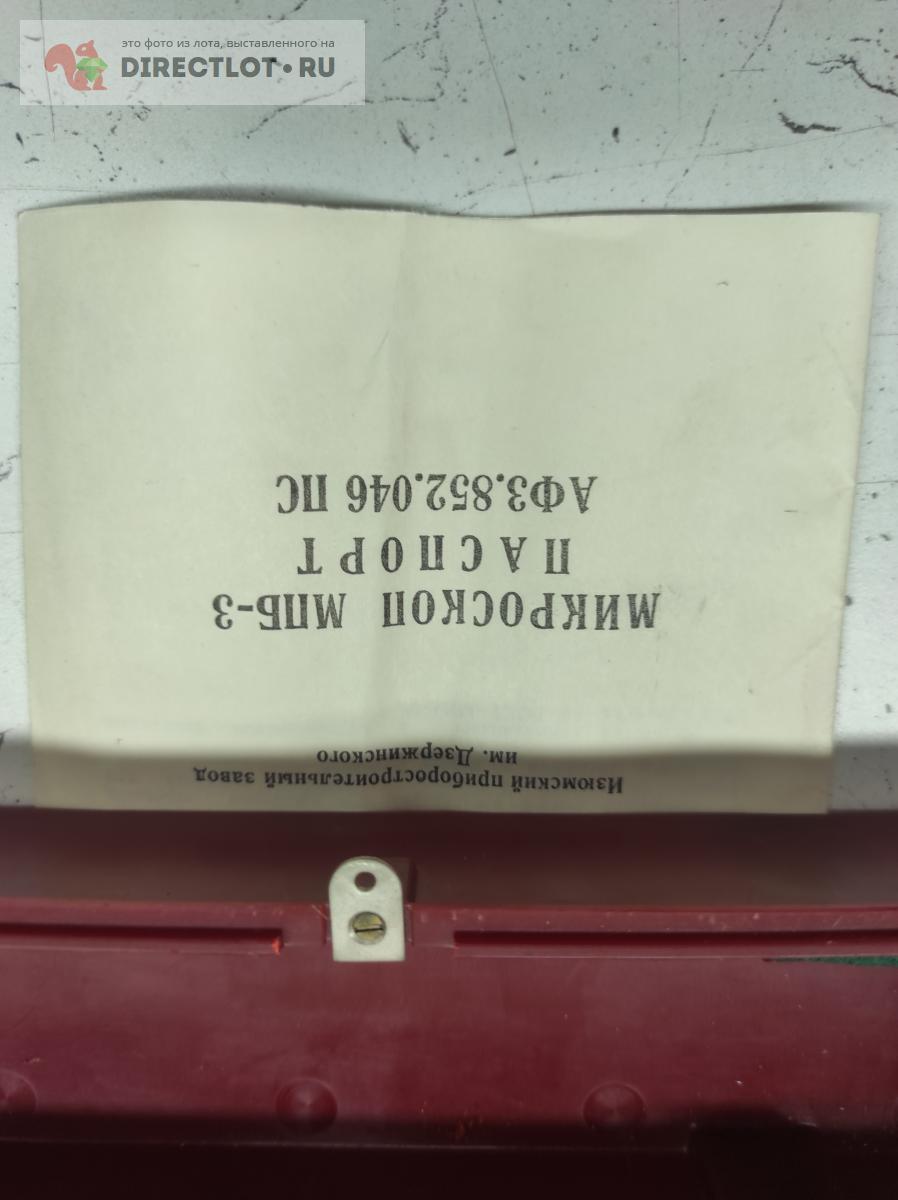 это фото из лота, выставленного на
DIRECTLOT.RU
Изюмский приборостроительный завод
им. Дзержинского
МИКРОСКОП МПБ-3
ПАСПОРТ
АФ3.852.046 ПС